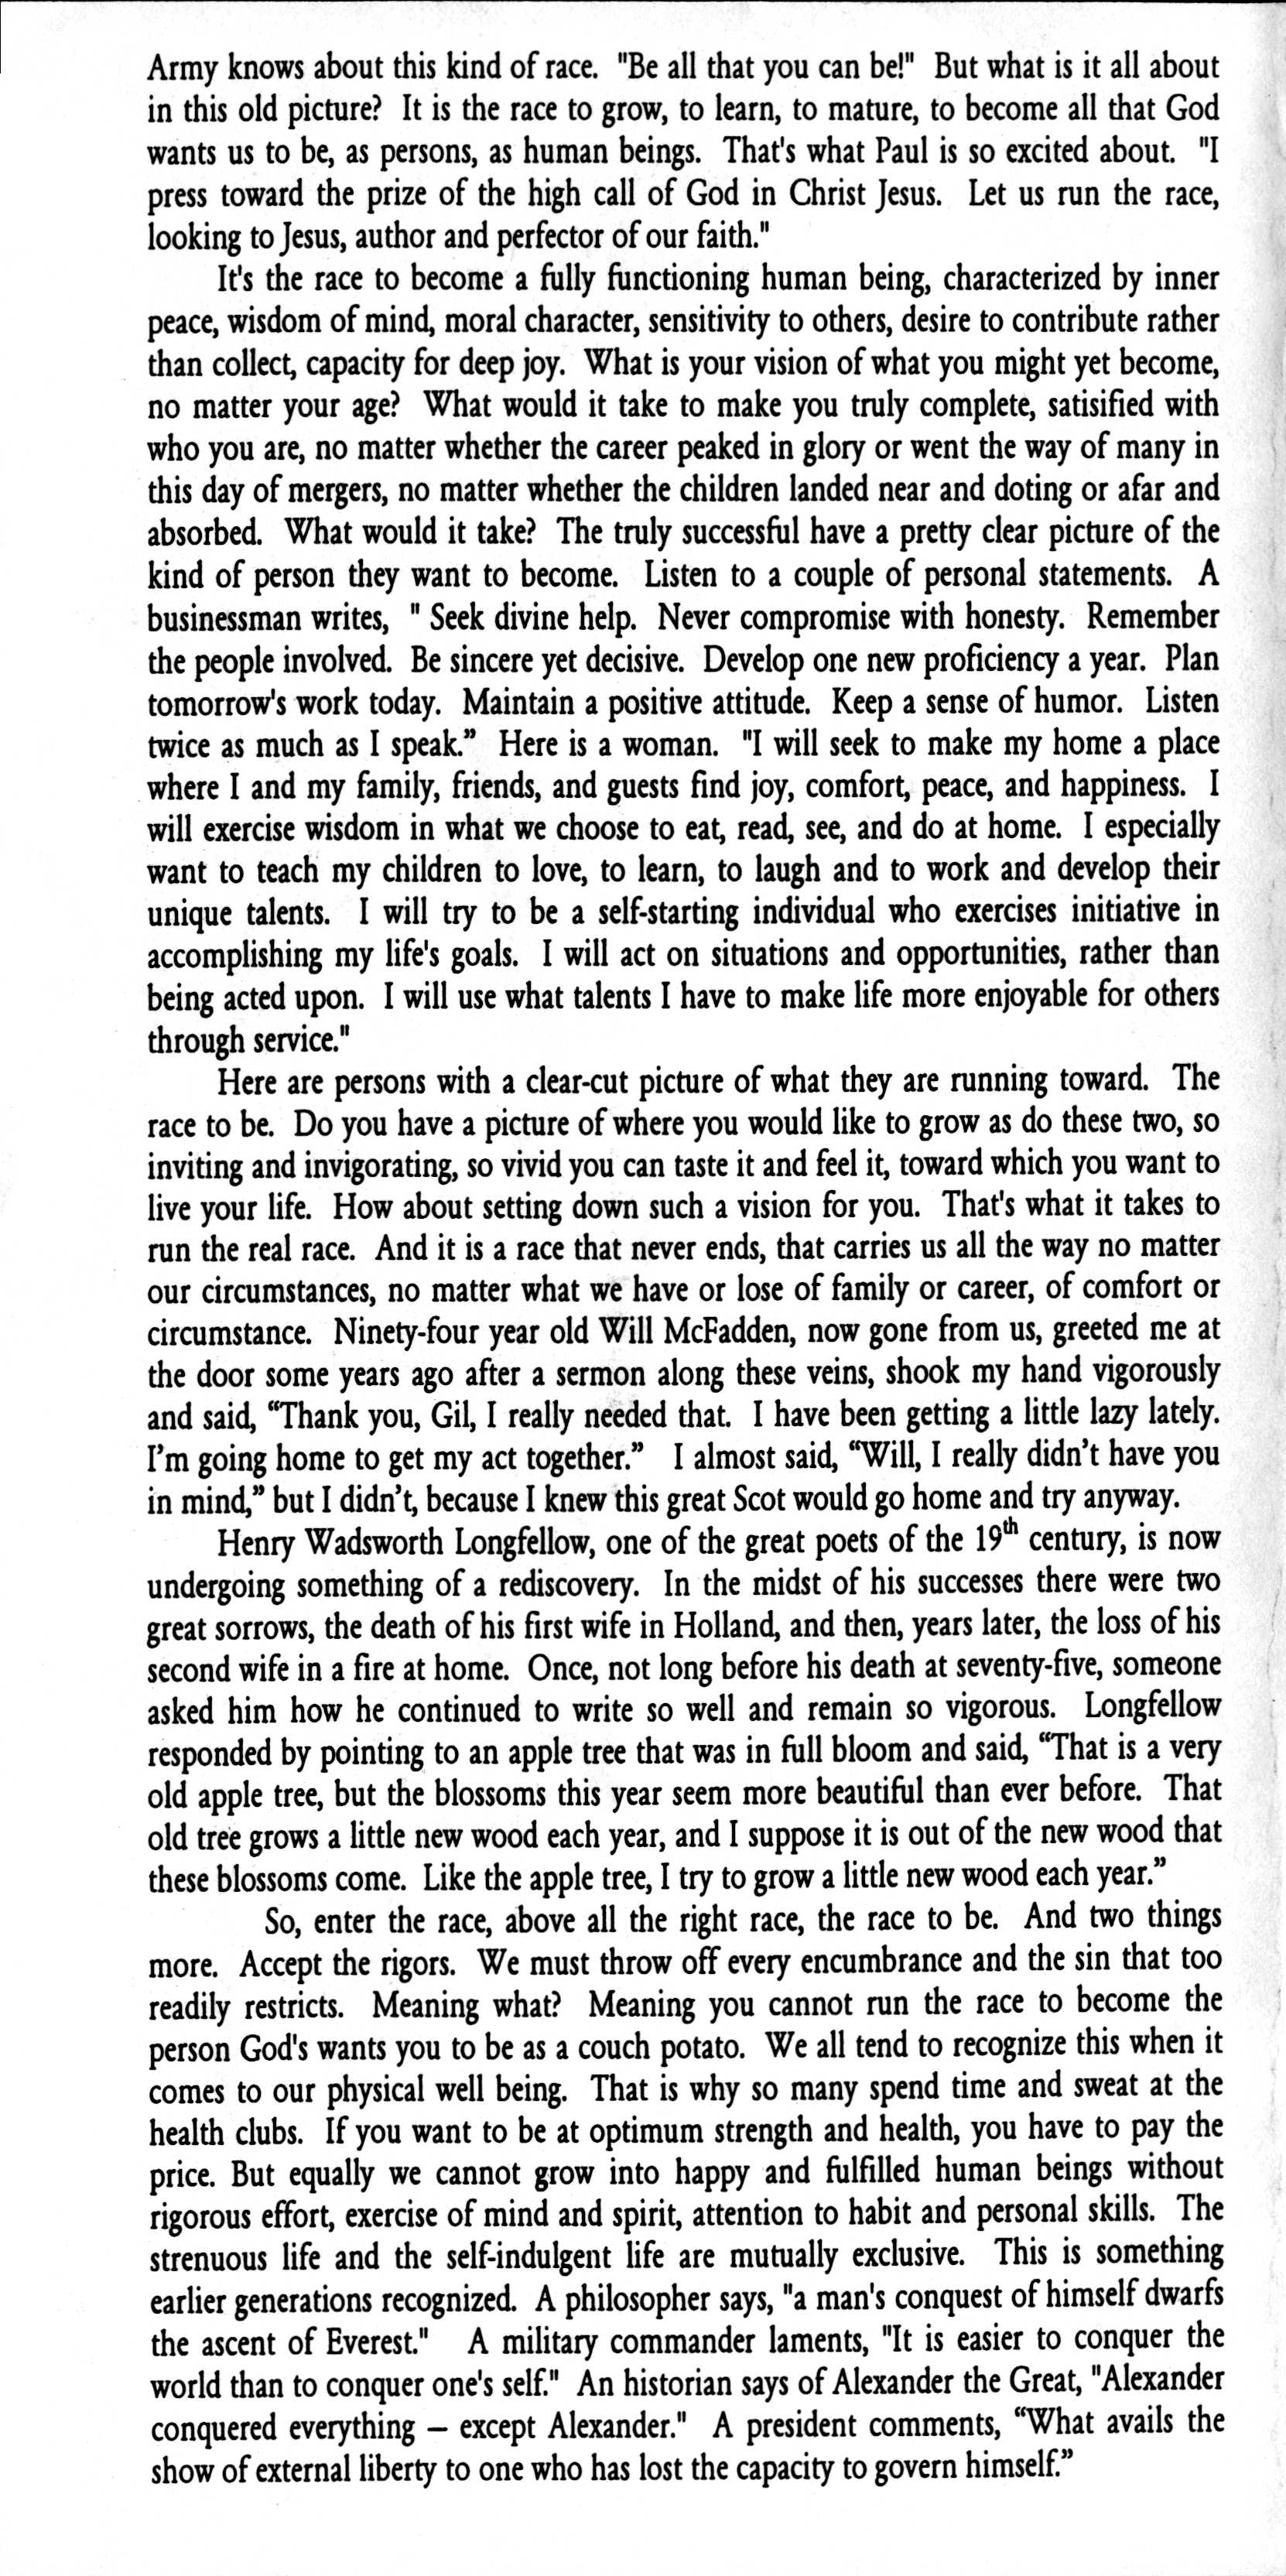 Army knows about this kind of race.  "Be all that you can be!"  But what is it all about
in this old picture?  It is the race to grow, to learn, to mature, to become all that God
wants us to be, as persons, as human beings.  That's what Paul is so excited about.  "I
press toward the prize of the high call of God in Christ Jesus.  Let us run the race,
looking to Jesus, author and perfector of our faith."
It's the race to become a fully functioning human being, characterized by inner
peace, wisdom of mind, moral character, sensitivity to others, desire to contribute rather
than collect, capacity for deep joy.  What is your vision of what you might yet become,
no matter your age?  What would it take to make you truly complete, satisified with
who you are, no matter whether the career peaked in glory or went the way of many in
this day of mergers, no matter whether the children landed near and doting or afar and
absorbed.  What would it take?  The truly successful have a pretty clear picture of the
kind of person they want to become.  Listen to a couple of personal statements.  A
businessman writes,  " Seek divine help.  Never compromise with honesty.  Remember
the people involved.  Be sincere yet decisive.  Develop one new proficiency a year.  Plan
tomorrow's work today.  Maintain a positive attitude.  Keep a sense of humor.  Listen
twice as much as I speak.”  Here is a woman.  "I will seek to make my home a place
where I and my family, friends, and guests find joy, comfort, peace, and happiness.  I
will exercise wisdom in what we choose to eat, read, see, and do at home.  I especially
want to teach my children to love, to learn, to laugh and to work and develop their
unique talents.  I will try to be a self-starting individual who exercises initiative in
accomplishing my life's goals.  I will act on situations and opportunities, rather than
being acted upon.  I will use what talents I have to make life more enjoyable for others
through service."
Here are persons with a clear-cut picture of what they are running toward.  The
race to be.  Do you have a picture of where you would like to grow as do these two, so
inviting and invigorating, so vivid you can taste it and feel it, toward which you want to
live your life.  How about setting down such a vision for you.  That's what it takes to
run the real race.  And it is a race that never ends, that carries us all the way no matter
our circumstances, no matter what we have or lose of family or career, of comfort or
circumstance.  Ninety-four year old Will McFadden, now gone from us, greeted me at
the door some years ago after a sermon along these veins, shook my hand vigorously
and said, “Thank you, Gil, I really needed that.  I have been getting a little lazy lately.
I’m going home to get my act together.”   I almost said, “Will, I really didn’t have you
in mind,” but I didn’t, because I knew this great Scot would go home and try anyway.
Henry Wadsworth Longfellow, one of the great poets of the 19th century, is now
undergoing something of a rediscovery.  In the midst of his successes there were two
great sorrows, the death of his first wife in Holland, and then, years later, the loss of his
second wife in a fire at home.  Once, not long before his death at seventy-five, someone
asked him how he continued to write so well and remain so vigorous.  Longfellow
responded by pointing to an apple tree that was in full bloom and said, “That is a very
old apple tree, but the blossoms this year seem more beautiful than ever before.  That
old tree grows a little new wood each year, and I suppose it is out of the new wood that
these blossoms come.  Like the apple tree, I try to grow a little new wood each year.”
So, enter the race, above all the right race, the race to be.  And two things
more.  Accept the rigors.  We must throw off every encumbrance and the sin that too
readily restricts.  Meaning what?  Meaning you cannot run the race to become the
person God's wants you to be as a couch potato.  We all tend to recognize this when it
comes to our physical well being.  That is why so many spend time and sweat at the
health clubs.  If you want to be at optimum strength and health, you have to pay the
price. But equally we cannot grow into happy and fulfilled human beings without
rigorous effort, exercise of mind and spirit, attention to habit and personal skills.  The
strenuous life and the self-indulgent life are mutually exclusive.  This is something
earlier generations recognized.  A philosopher says, "a man's conquest of himself dwarfs
the ascent of Everest."   A military commander laments, "It is easier to conquer the
world than to conquer one's self."  An historian says of Alexander the Great, "Alexander
conquered everything – except Alexander."  A president comments, “What avails the
show of external liberty to one who has lost the capacity to govern himself.”